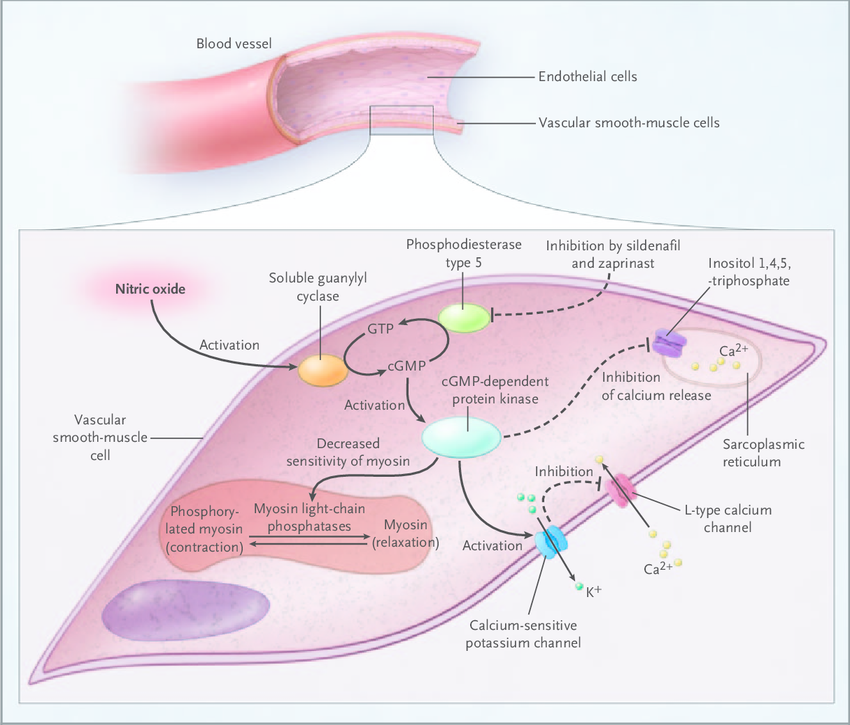 Blood vessel
Endothelial cells
Vascular smooth-muscle cells
Phosphodiesterase
type 5
Inhibition by sildenafil
and zaprinast
Inositol 1,4,5,
-triphosphate
Nitric oxide
Soluble guanylyl
cyclase
GTP
Activation
cGMP
Ca2+
Inhibition
of calcium release
cGMP-dependent
protein kinase
Activation
Vascular
smooth-muscle
cell
Decreased
sensitivity of myosin
Sarcoplasmic
reticulum
Inhibition
Phosphory-
lated myosin
(contraction)
Myosin light-chain
phosphatases
Myosin
(relaxation)
L-type calcium
channel
Activation
Ca2+
K+
Calcium-sensitive
potassium channel